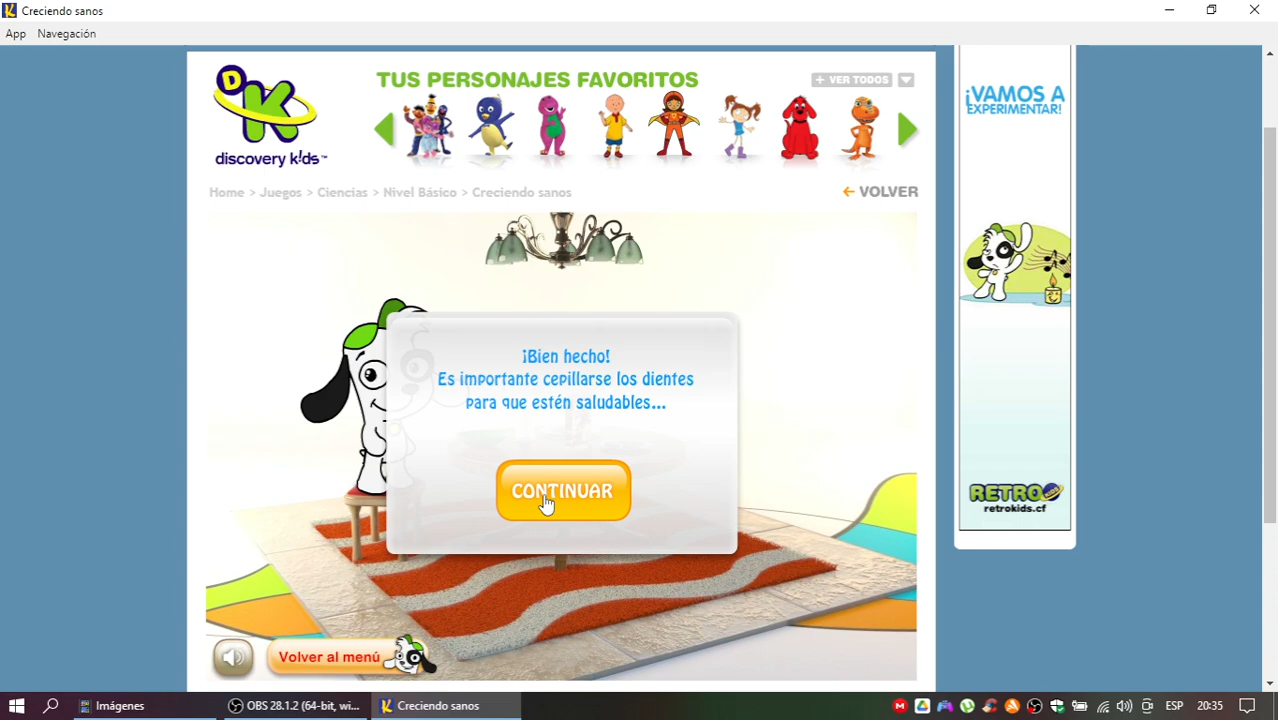 Creciendo sanos
App Navegación
TUS PERSONAJES FAVORITOS
+ VER TODOS
D K
discovery k!ds™
Home > Juegos > Ciencias > Nivel Básico > Creciendo sanos
VOLVER
¡VAMOS A
EXPERIMENTAR!
¡Bien hecho!
Es importante cepillarse los dientes
para que estén saludables...
CONTINUAR
RETRO
retrokids.cf
Volver al menú
Imágenes
OBS 28.1.2 (64-bit, wi...
Creciendo sanos
ESP
20:35